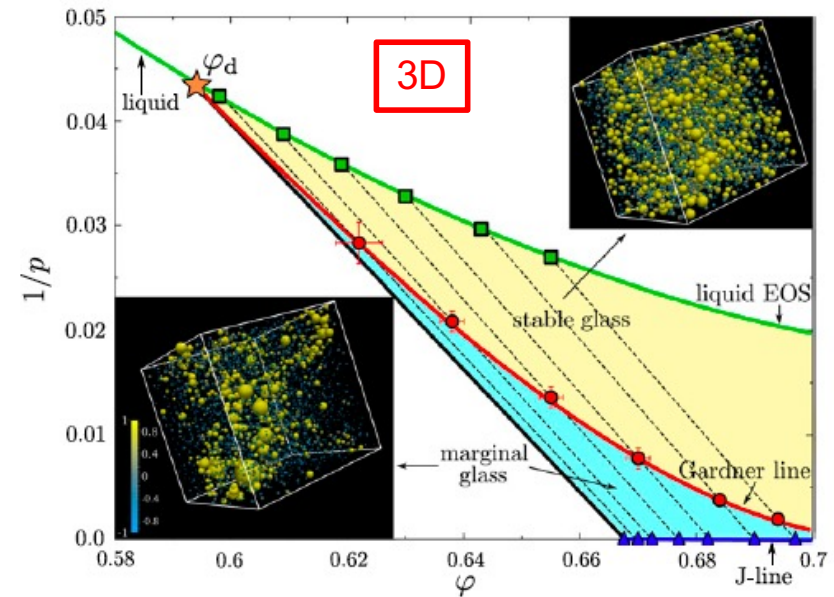 0.05
0.04
0.03
0.02
0.01
0.0
1/p
0.58
0.6
0.62
0.64
0.66
0.68
0.7
φ
3D
φd
liquid
liquid EOS
stable glass
marginal
glass
Gardner line
J-line
1
0.8
0.4
0
-0.4
-0.8
-1